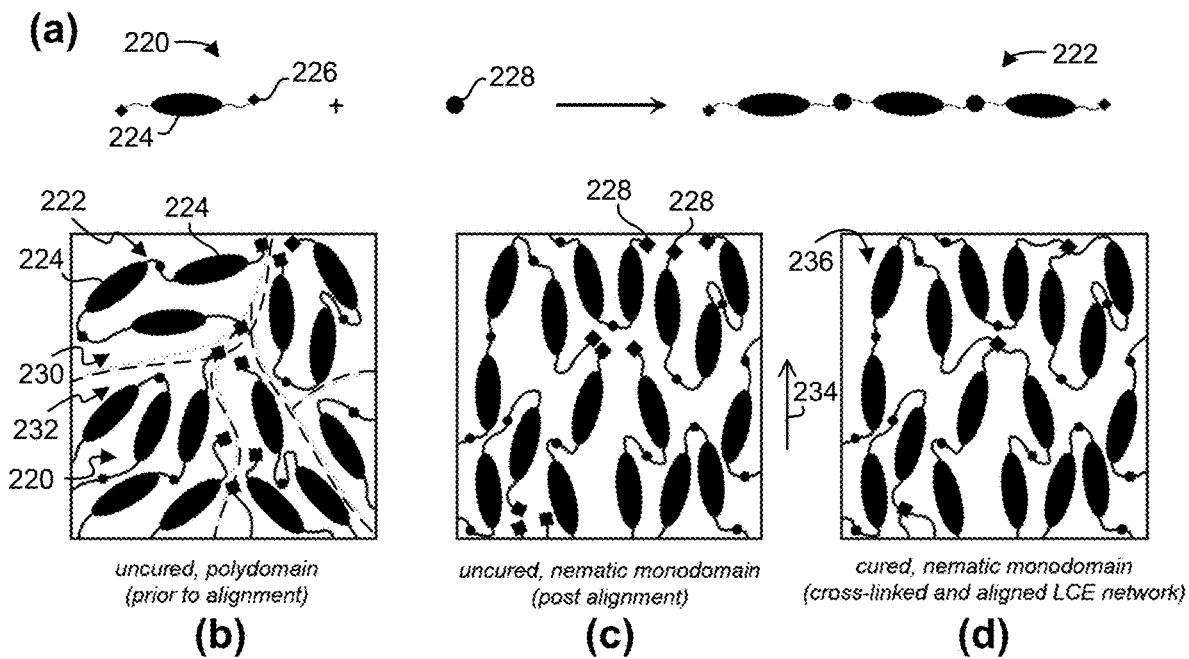 (a)
220
226
+
228
222
224
222
224
228
228
224
236
230
234
232
220
uncured, polydomain
(prior to alignment)
uncured, nematic monodomain
(post alignment)
cured, nematic monodomain
(cross-linked and aligned LCE network)
(b)
(c)
(d)